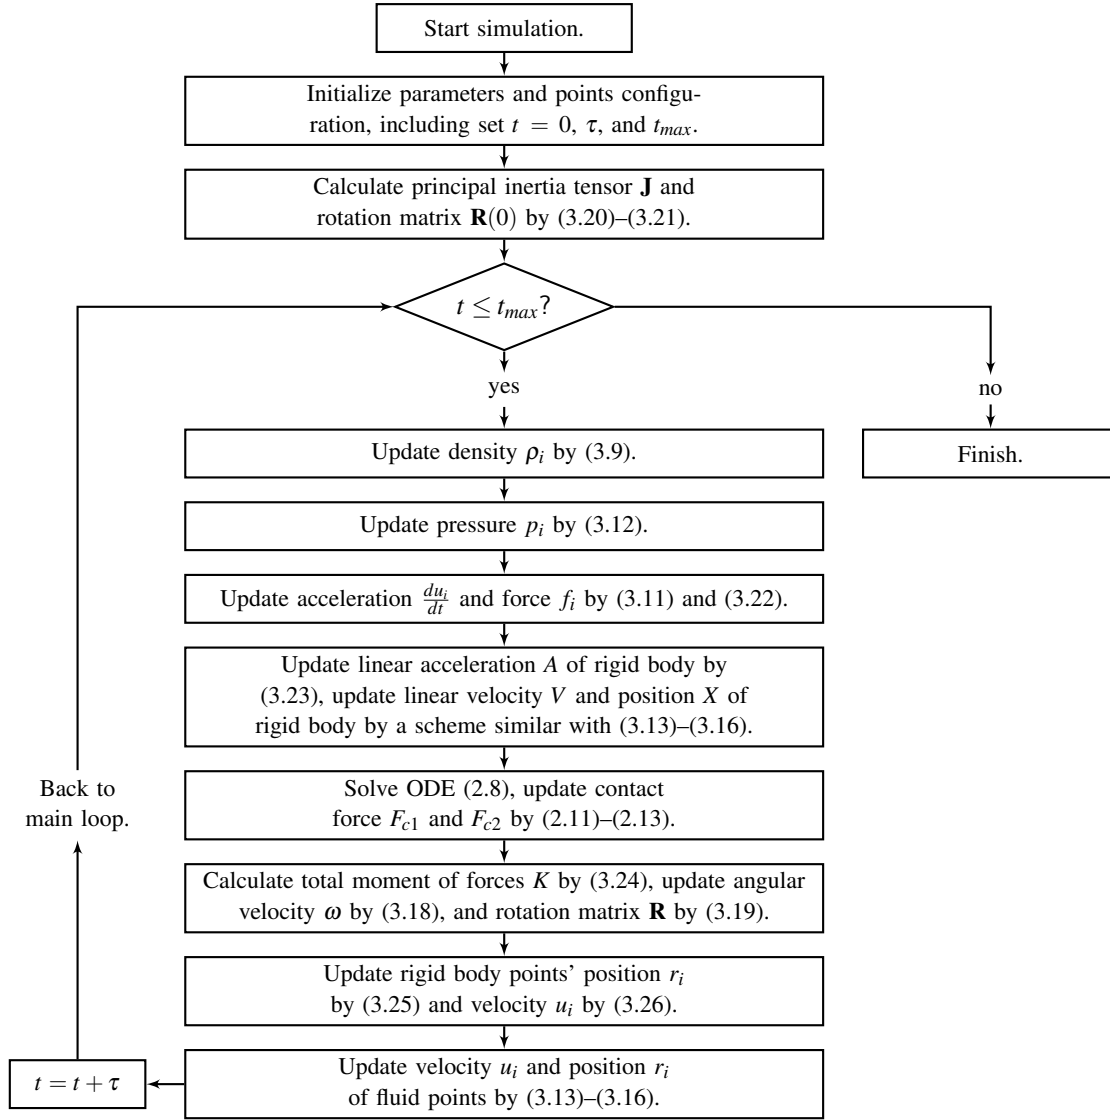 Start simulation.
Initialize parameters and points configu-
ration, including set t = 0, τ, and t_max.
Calculate principal inertia tensor J and
rotation matrix R(0) by (3.20)–(3.21).
t ≤ t_max?
yes
no
Update density ρ_i by (3.9).
Finish.
Update pressure p_i by (3.12).
Update acceleration du_i/dt and force f_i by (3.11) and (3.22).
Update linear acceleration A of rigid body by
(3.23), update linear velocity V and position X of
rigid body by a scheme similar with (3.13)–(3.16).
Solve ODE (2.8), update contact
force F_c1 and F_c2 by (2.11)–(2.13).
Back to
main loop.
Calculate total moment of forces K by (3.24), update angular
velocity ω by (3.18), and rotation matrix R by (3.19).
Update rigid body points’ position r_i
by (3.25) and velocity u_i by (3.26).
Update velocity u_i and position r_i
of fluid points by (3.13)–(3.16).
t = t + τ